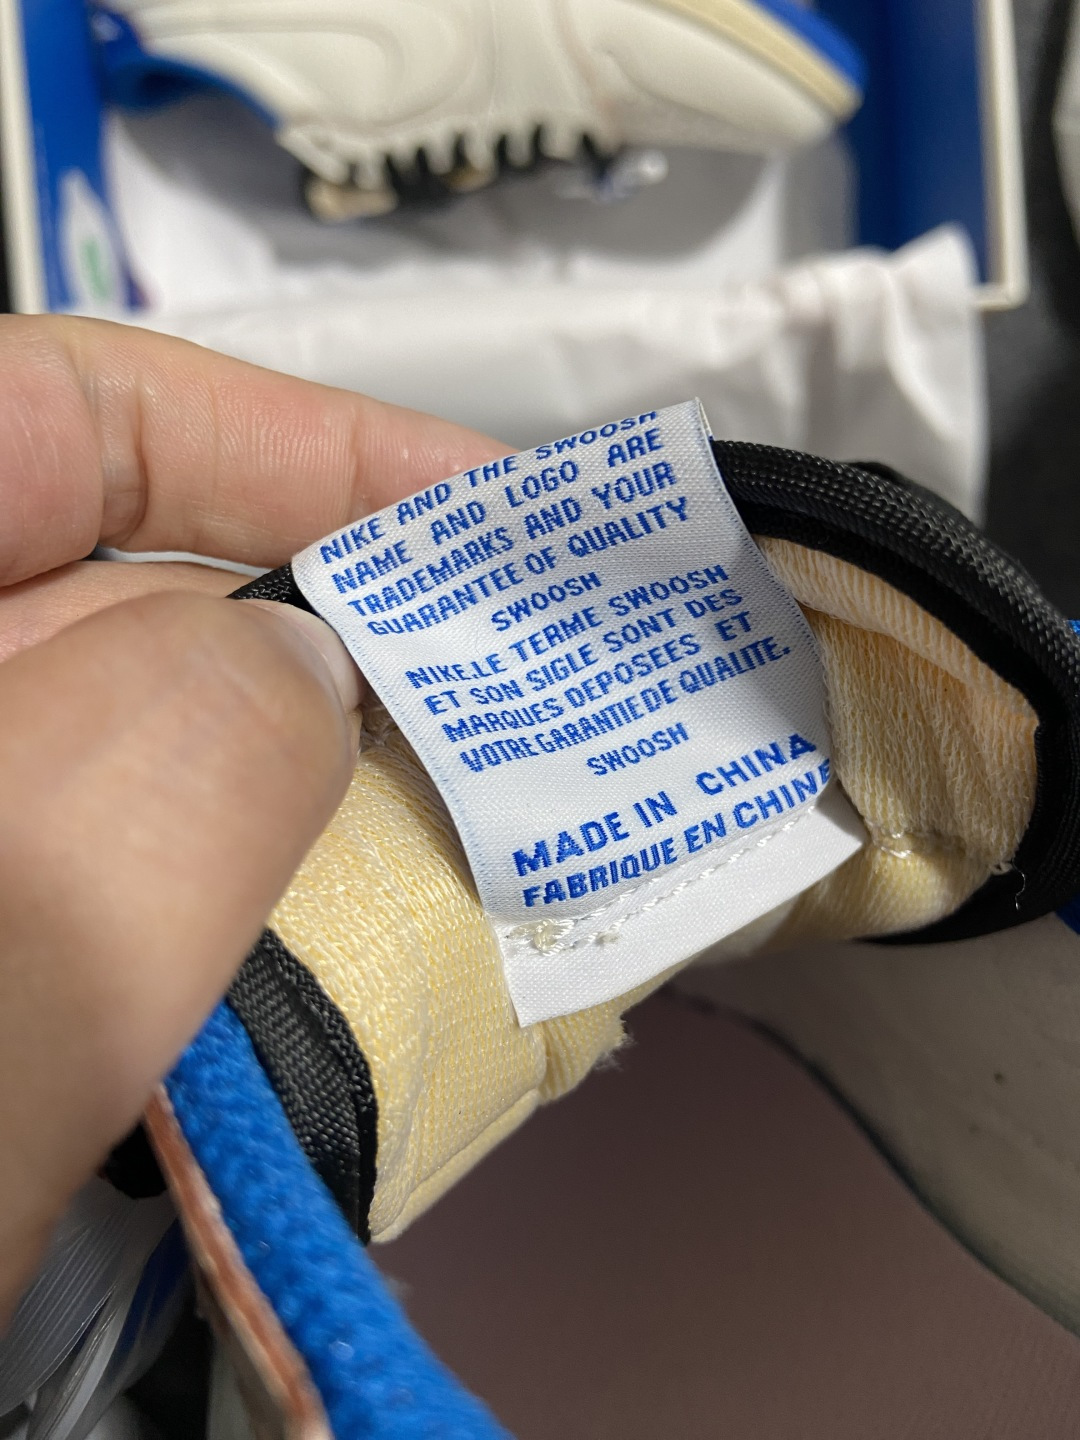 NIKE AND THE SWOOSH
NAME AND LOGO ARE
TRADEMARKS AND YOUR
GUARANTEE OF QUALITY
SWOOSH
NIKE.LE TERME SWOOSH
ET SON SIGLE SONT DES
MARQUES DEPOSEES ET
VOTRE GARANTIE DE QUALITE.
SWOOSH
MADE IN CHINA
FABRIQUE EN CHINE